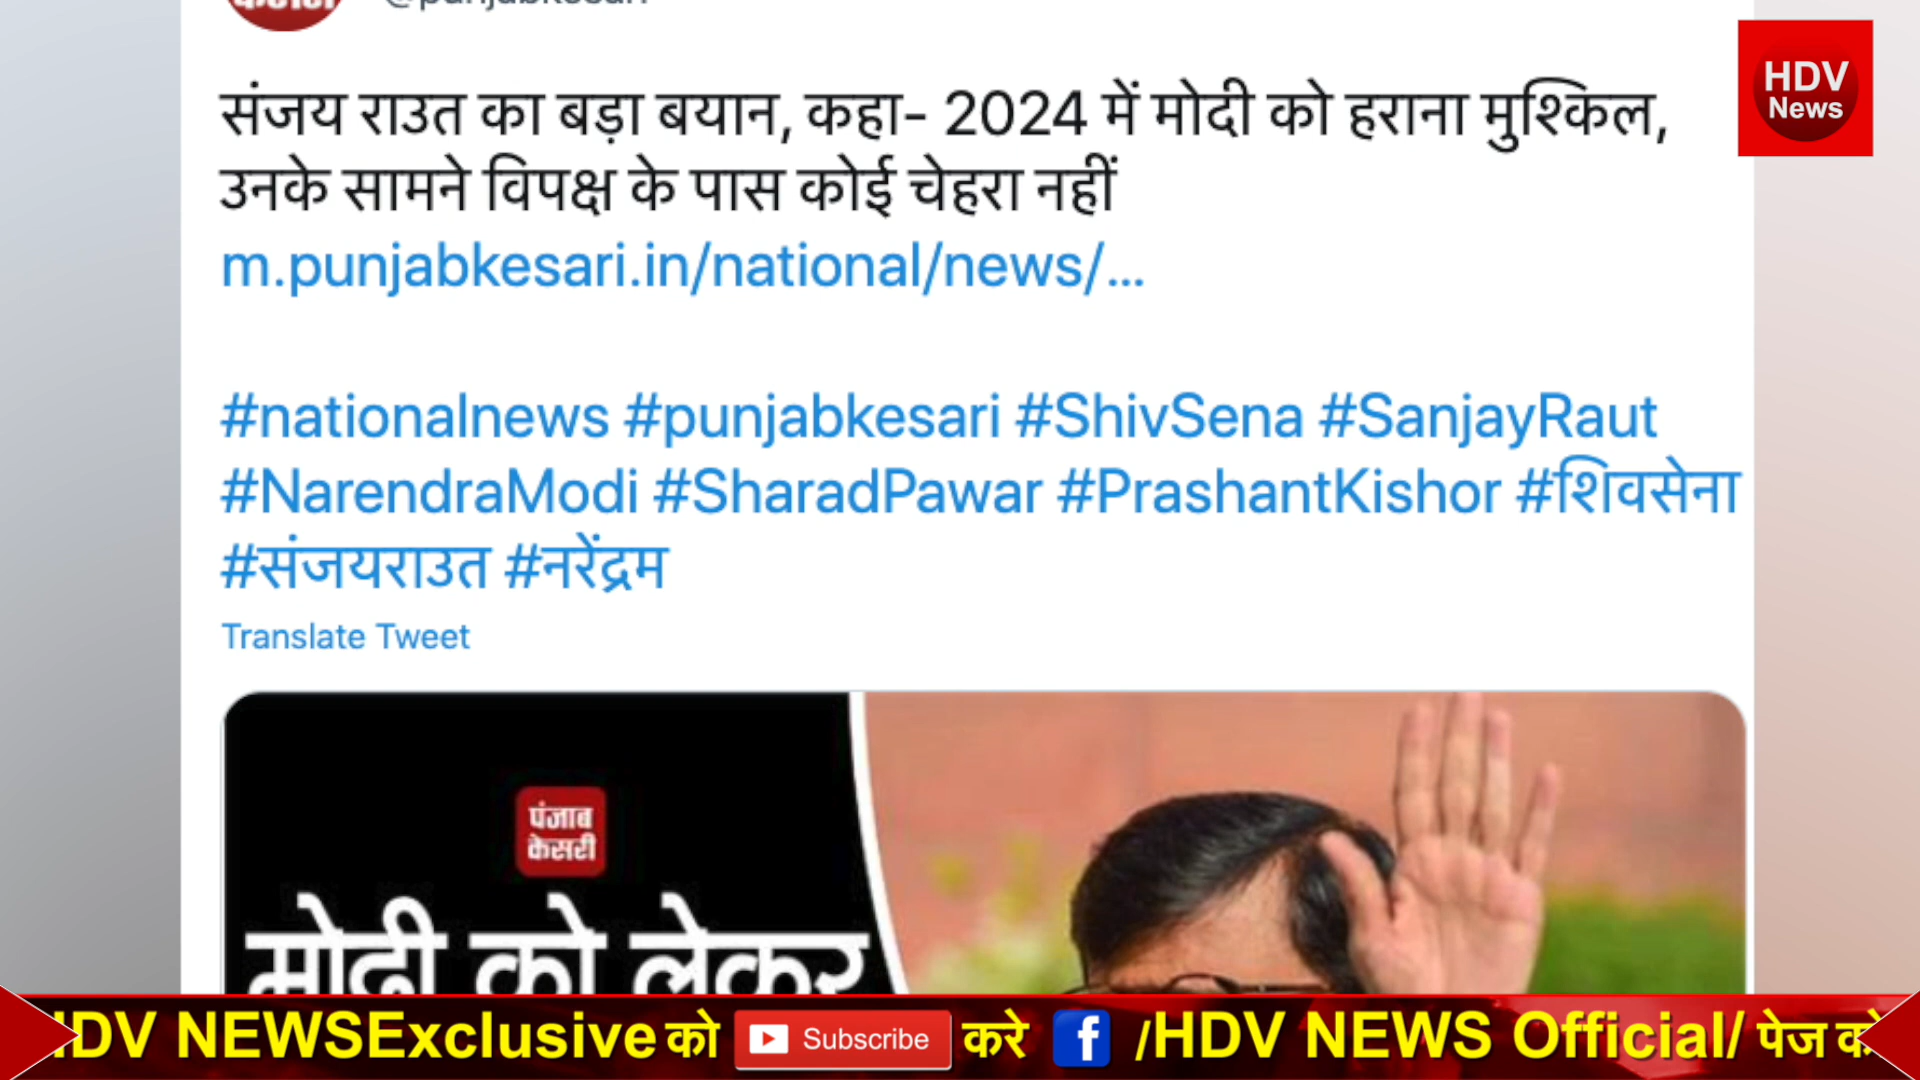 @punjabkesari
HDV
News
संजय राउत का बड़ा बयान, कहा- 2024 में मोदी को हराना मुश्किल,
उनके सामने विपक्ष के पास कोई चेहरा नहीं
m.punjabkesari.in/national/news/...
#nationalnews #punjabkesari #ShivSena #SanjayRaut
#NarendraModi #SharadPawar #PrashantKishor #शिवसेना
#संजयराउत #नरेंद्रम
Translate Tweet
पंजाब
केसरी
मोदी को लेकर
HDV NEWSExclusive को Subscribe करे /HDV NEWS Official/ पेज को